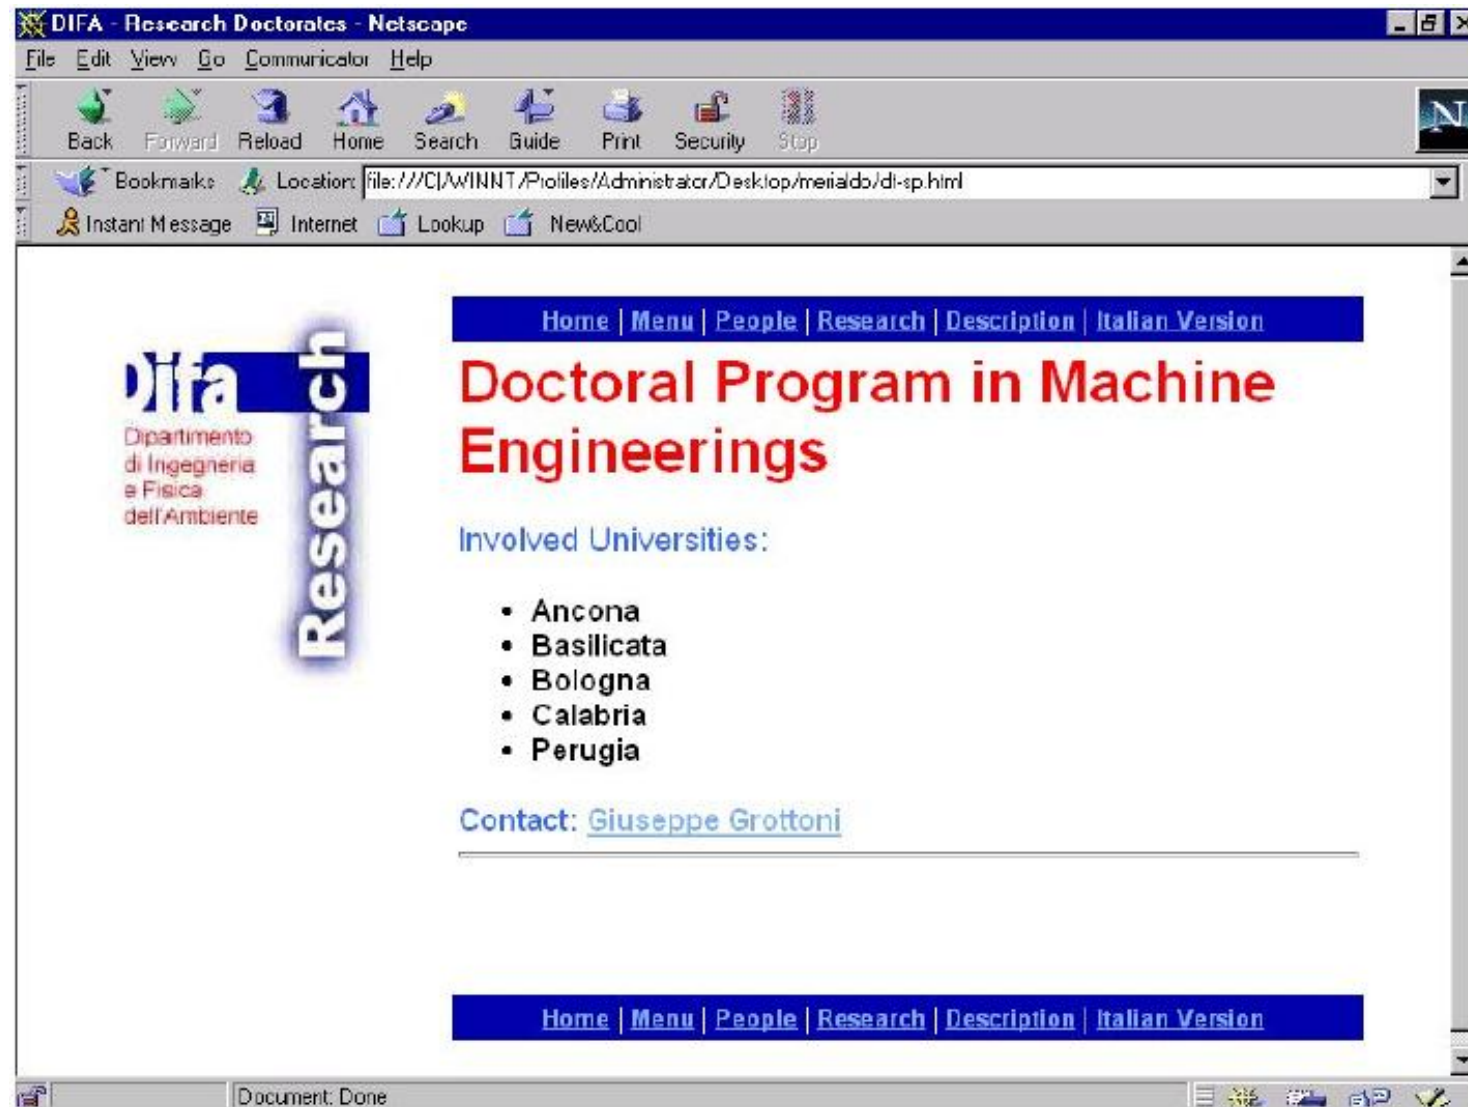 DIFA - Research Doctorates - Netscape
File Edit View Go Communicator Help
Back Forward Reload Home Search Guide Print Security Stop
N
Bookmarks Location: file:///C|/WINNT/Profiles/Administrator/Desktop/merialdo/dt-sp.html
Instant Message Internet Lookup New&Cool
Home | Menu | People | Research | Description | Italian Version
Difa
Dipartimento
di Ingegneria
e Fisica
dell'Ambiente
Research
Doctoral Program in Machine
Engineerings
Involved Universities:
• Ancona
• Basilicata
• Bologna
• Calabria
• Perugia
Contact: Giuseppe Grottoni
Home | Menu | People | Research | Description | Italian Version
Document: Done